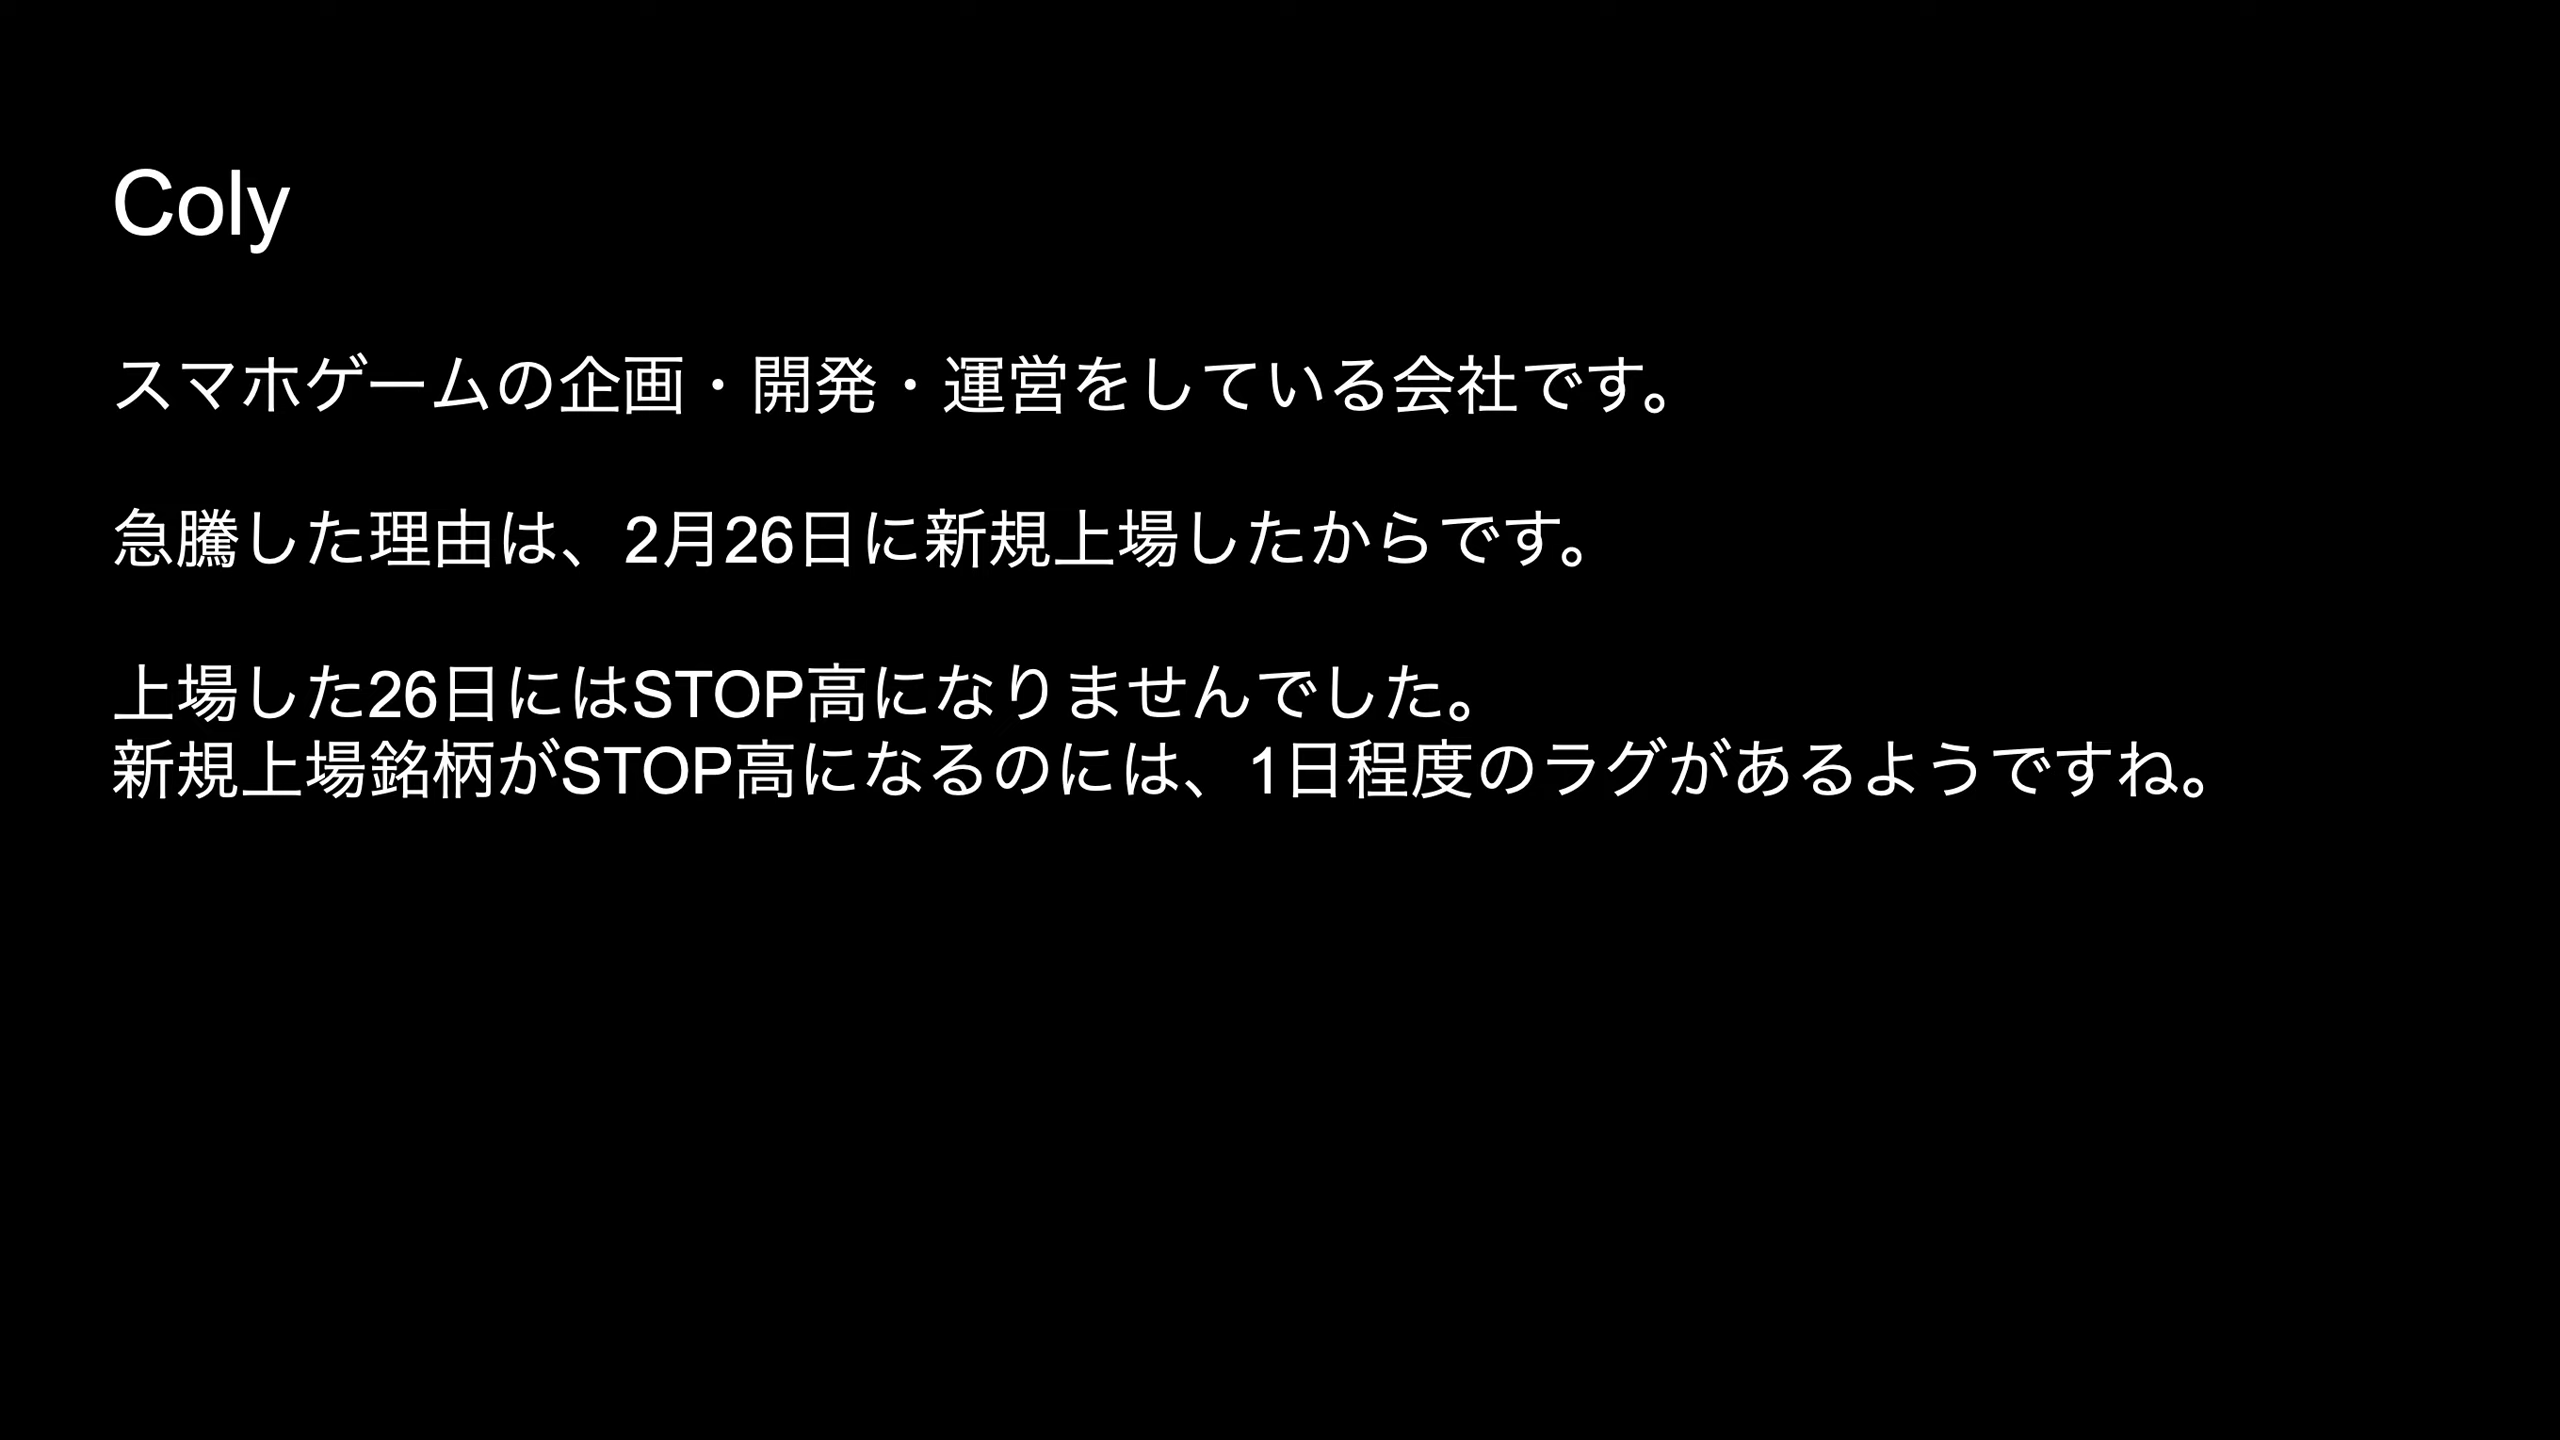 Coly
スマホゲームの企画・開発・運営をしている会社です。
急騰した理由は、2月26日に新規上場したからです。
上場した26日にはSTOP高になりませんでした。
新規上場銘柄がSTOP高になるのには、1日程度のラグがあるようですね。